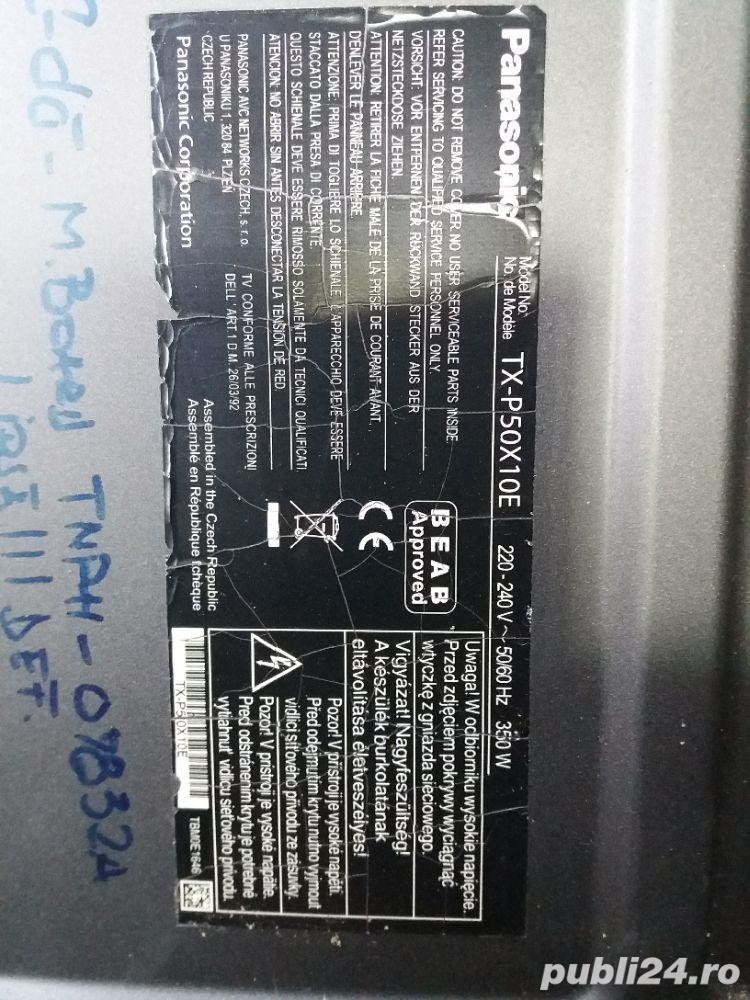 Panasonic
Model No.
No. de Modèle
TX-P50X10E
220 - 240 V ~ 50/60 Hz 350 W
CAUTION: DO NOT REMOVE COVER, NO USER SERVICEABLE PARTS INSIDE.
REFER SERVICING TO QUALIFIED SERVICE PERSONNEL ONLY.
VORSICHT: VOR ENTFERNEN DER RÜCKWAND STECKER AUS DER
NETZSTECKDOSE ZIEHEN.
ATTENTION: RETIRER LA FICHE MALE DE LA PRISE DE COURANT AVANT
D'ENLEVER LE PANNEAU ARRIERE.
ATTENZIONE: PRIMA DI TOGLIERE LO SCHIENALE, L'APPARECCHIO DEVE ESSERE
STACCATO DALLA PRESA DI CORRENTE.
QUESTO SCHIENALE DEVE ESSERE RIMOSSO SOLAMENTE DA TECNICI QUALIFICATI.
ATENCION: NO ABRIR SIN ANTES DESCONECTAR LA TENSION DE RED.
PANASONIC AVC NETWORKS CZECH, s.r.o.
U PANASONIKU 1, 320 84 PLZEŇ
CZECH REPUBLIC
Panasonic Corporation
TV CONFORME ALLE PRESCRIZIONI
DELL' ART.1 D.M. 26/03/92
Assembled in the Czech Republic
Assemblé en République tchèque
BEAB
Approved
CE
Uwaga! W odbiorniku wysokie napięcie.
Przed zdjęciem pokrywy wyciągnąć
wtyczkę z gniazda sieciowego.
Vigyázat! Nagyfeszültség!
A készülék burkolatának
eltávolítása életveszélyes!
Pozor! V přístroji je vysoké napětí.
Před odejmutím krytu nutno vyjmout
vidlici síťového přívodu ze zásuvky.
Pozor! V prístroji je vysoké napätie.
Pred odstránením krytu je potrebné
vytiahnuť vidlicu sieťového prívodu.
TX-P50X10E
TBM0E1646
TNPH-07832A
publi24.ro